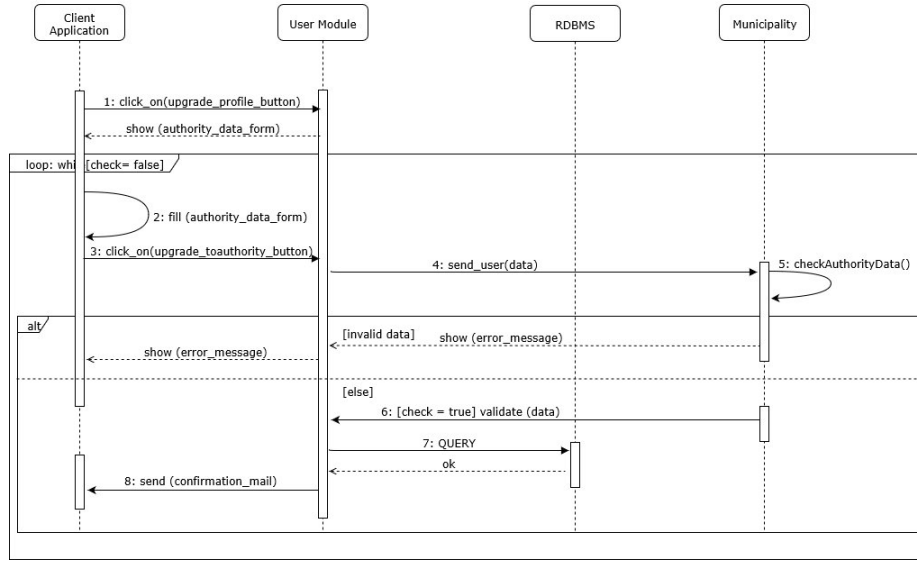 Client
Application
User Module
RDBMS
Municipality
1: click_on(upgrade_profile_button)
show (authority_data_form)
loop: whi [check= false]
2: fill (authority_data_form)
3: click_on(upgrade_toauthority_button)
4: send_user(data)
5: checkAuthorityData()
alt
[invalid data]
show (error_message)
show (error_message)
[else]
6: [check = true] validate (data)
7: QUERY
ok
8: send (confirmation_mail)